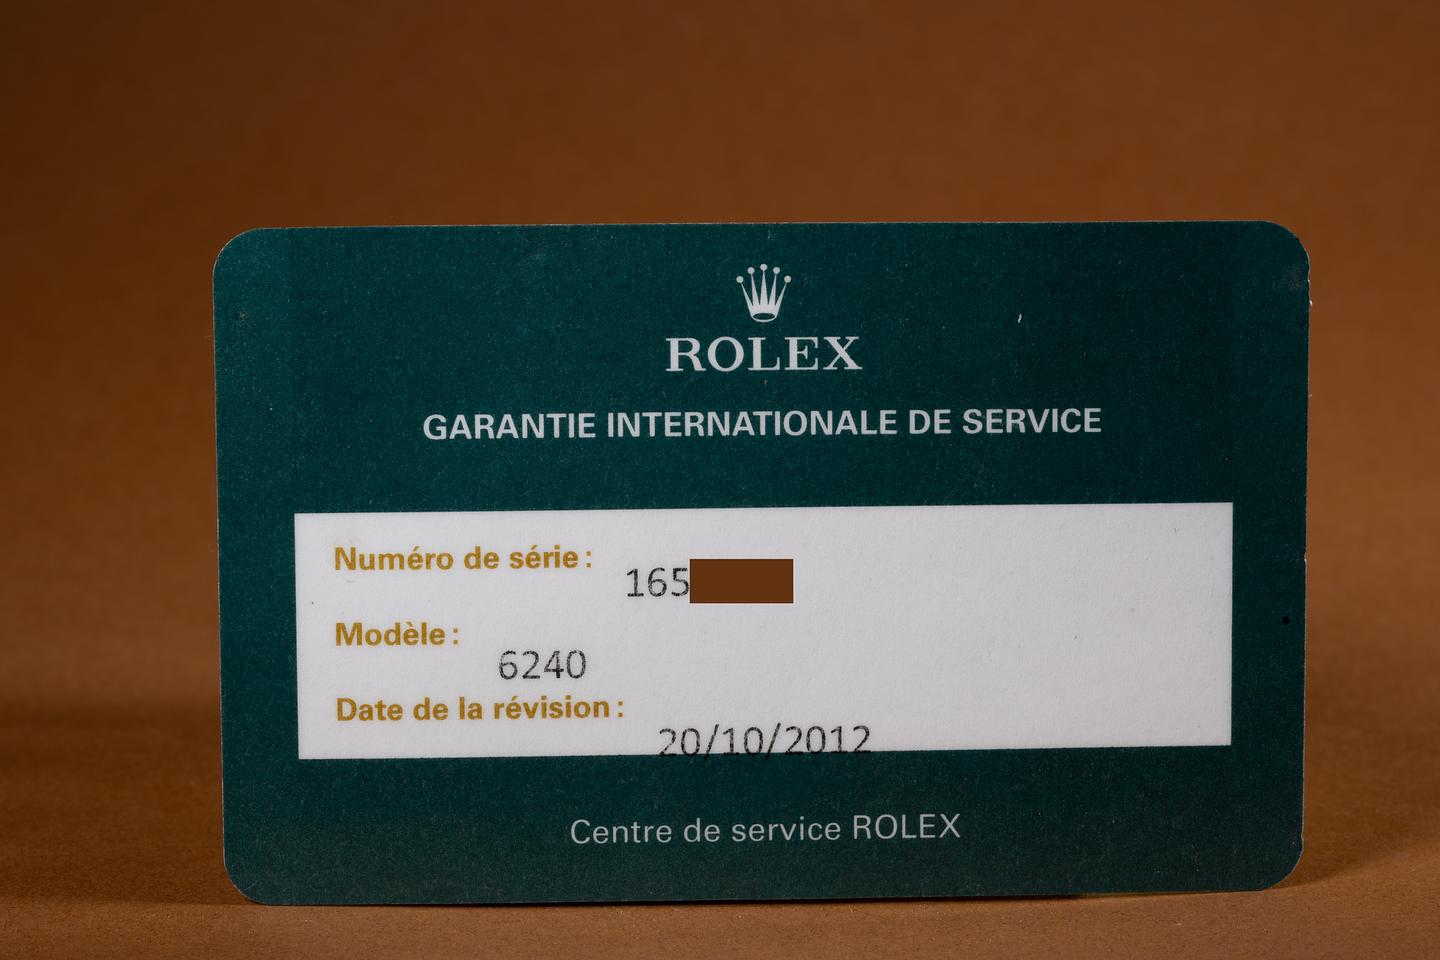 ROLEX
GARANTIE INTERNATIONALE DE SERVICE
Numéro de série :
165
Modèle :
6240
Date de la révision :
20/10/2012
Centre de service ROLEX